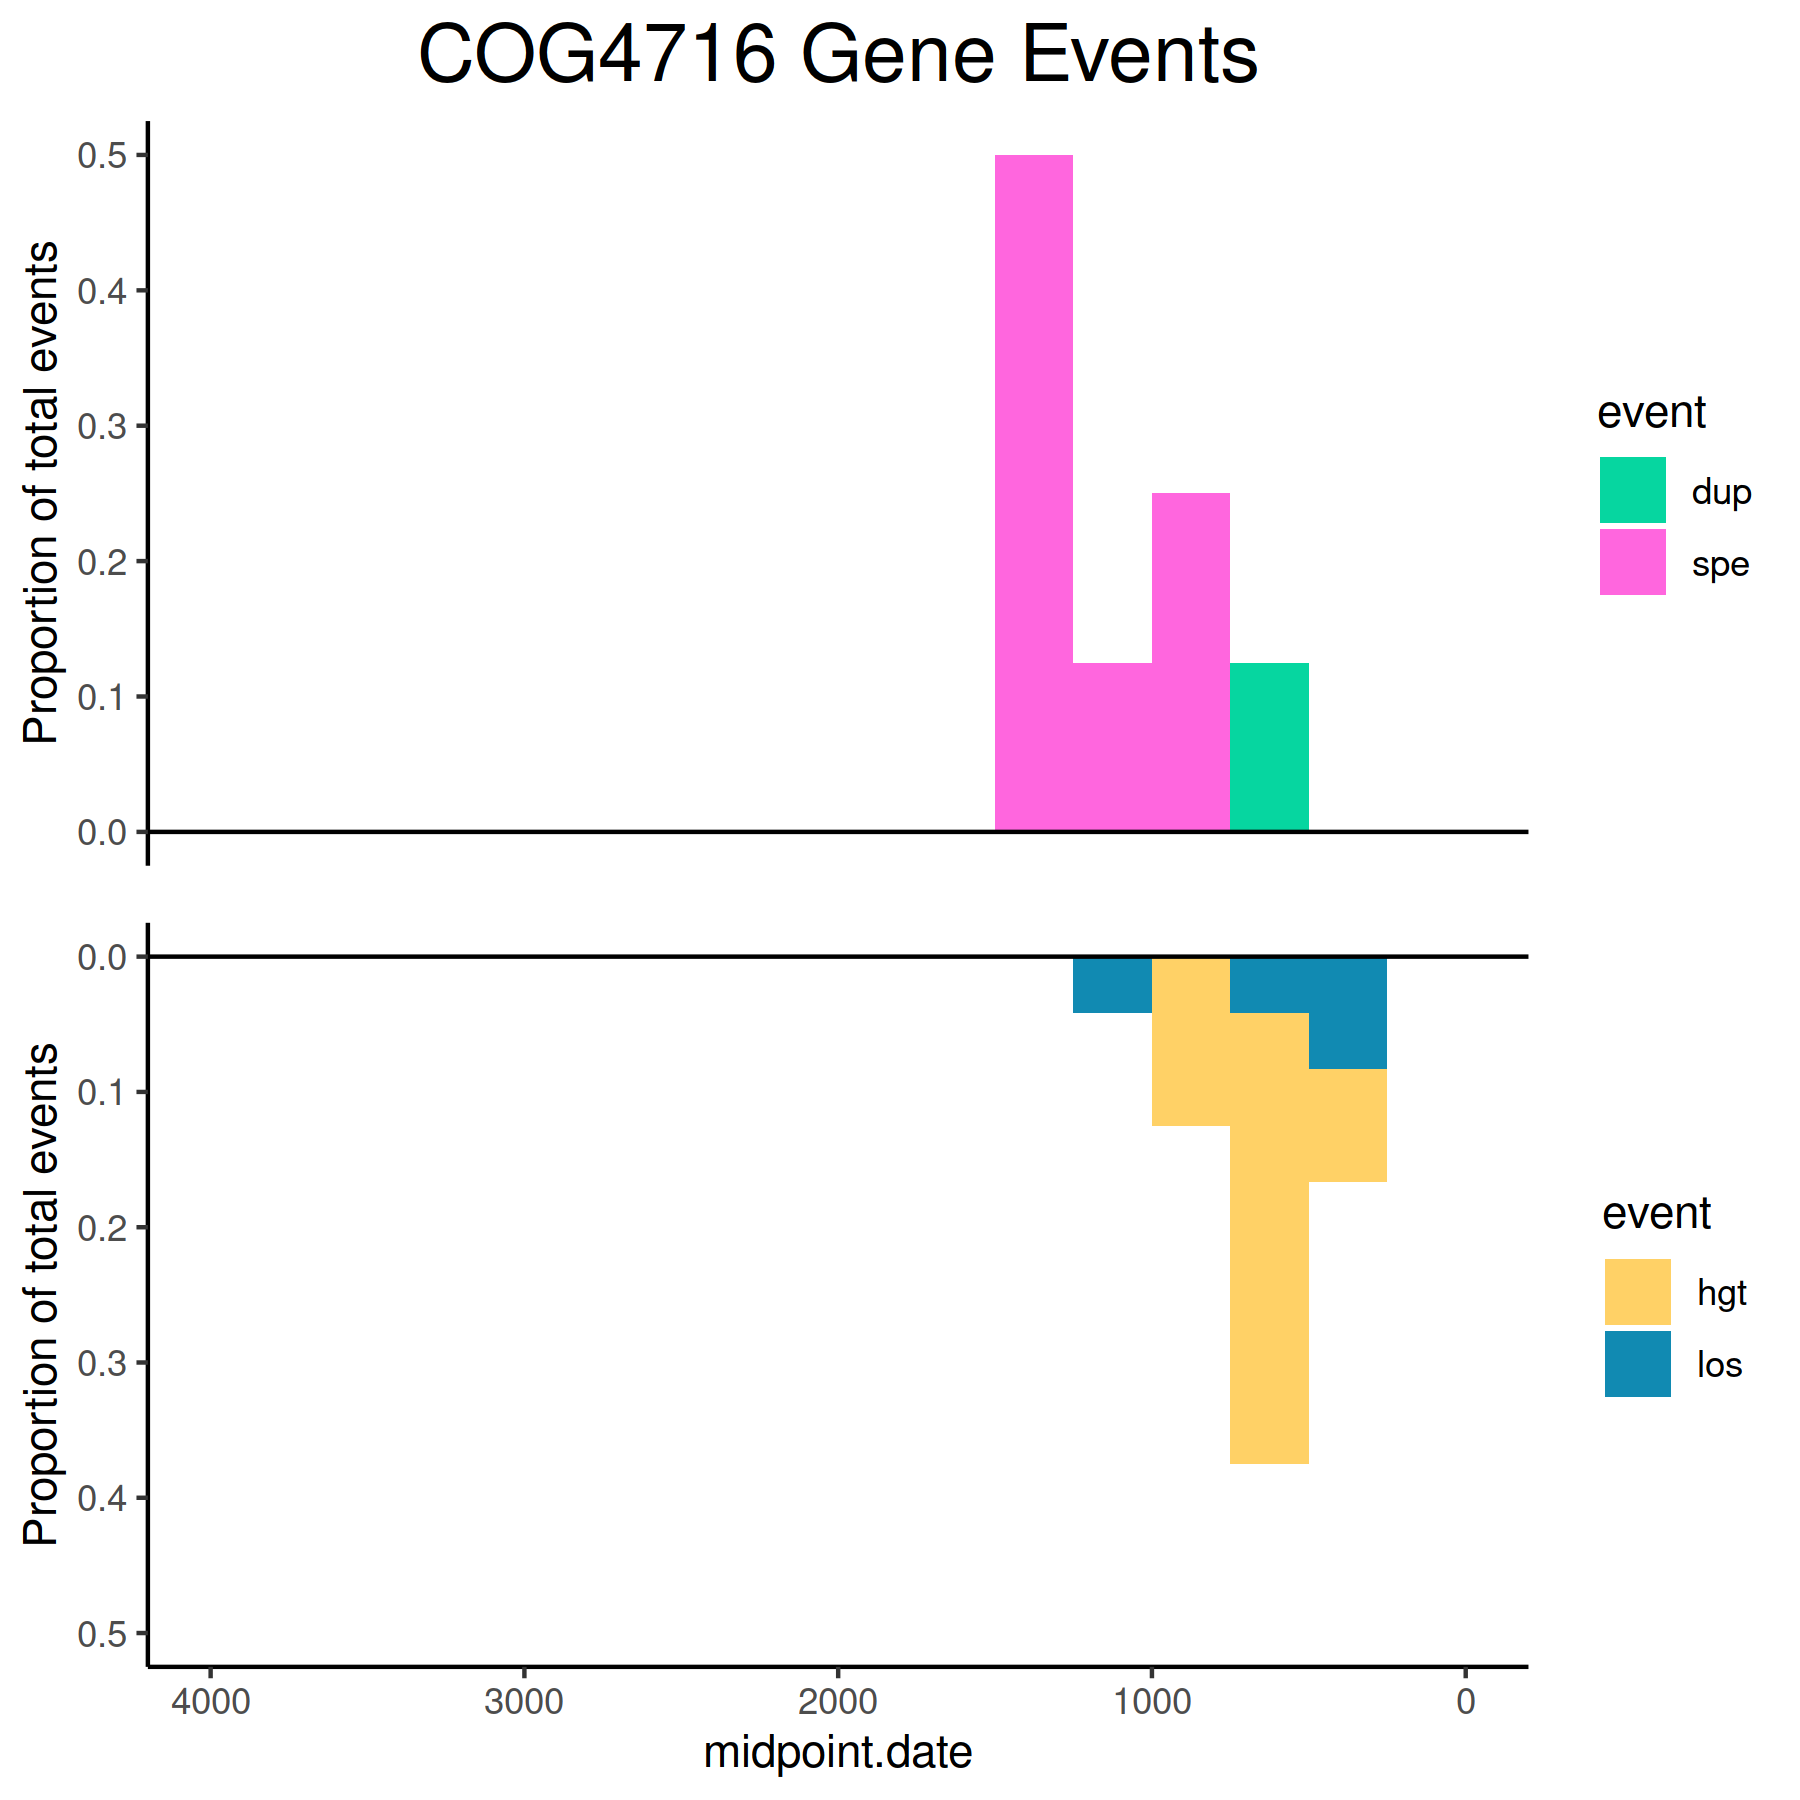 COG4716 Gene Events
Proportion of total events
0.5
0.4
0.3
0.2
0.1
0.0
event
dup
spe
Proportion of total events
0.0
0.1
0.2
0.3
0.4
0.5
event
hgt
los
4000 3000 2000 1000 0
midpoint.date